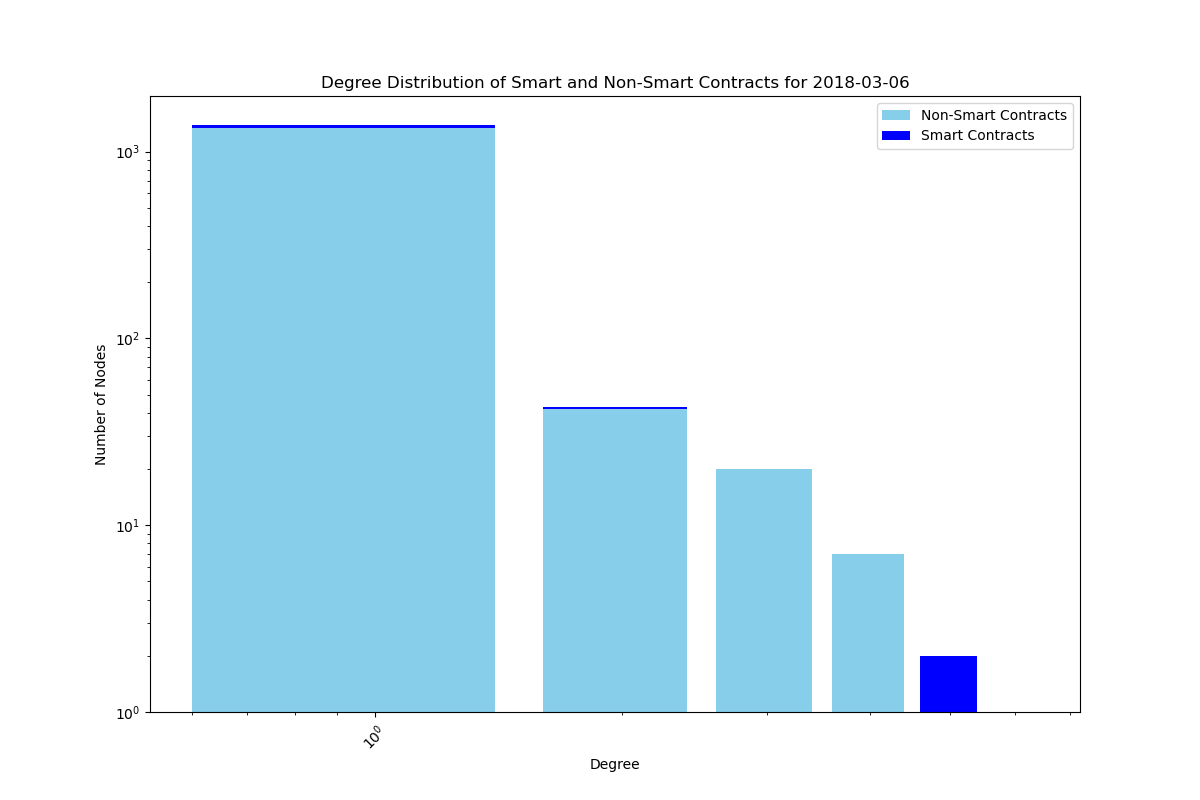 Degree Distribution of Smart and Non-Smart Contracts for 2018-03-06
Non-Smart Contracts
Smart Contracts
10³
10²
10¹
10⁰
Number of Nodes
10⁰
Degree